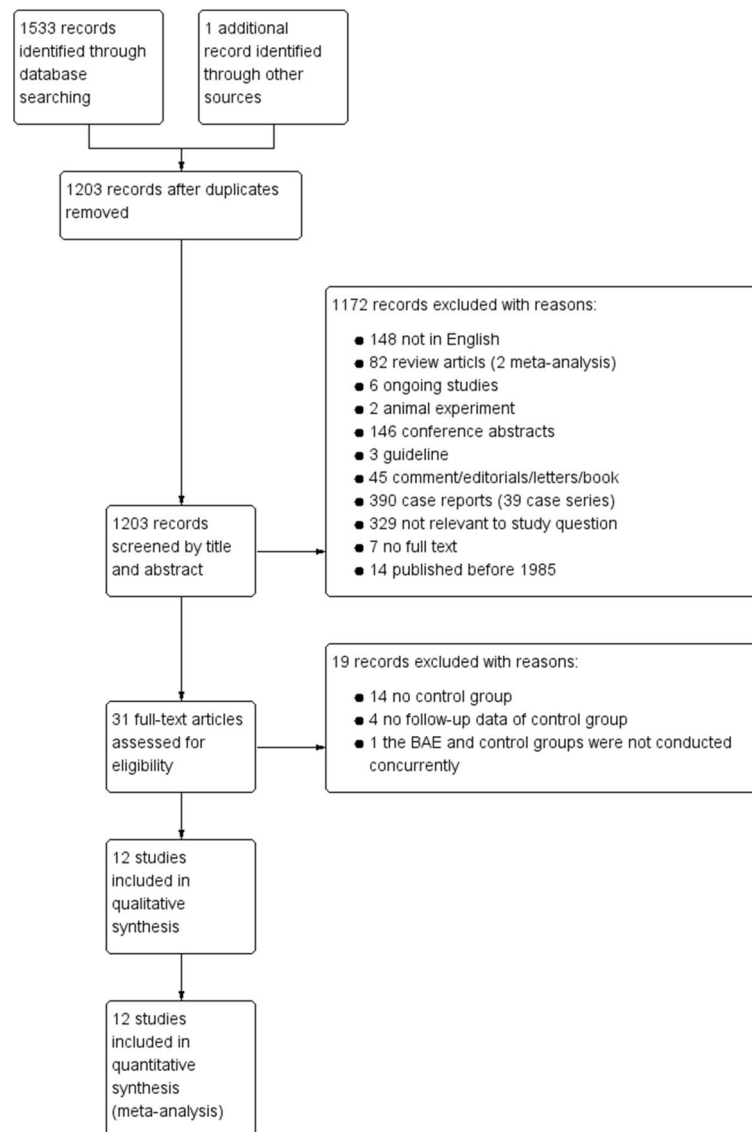 1533 records
identified through
database
searching
1 additional
record identified
through other
sources
1203 records after duplicates
removed
1172 records excluded with reasons:
● 148 not in English
● 82 review articls (2 meta-analysis)
● 6 ongoing studies
● 2 animal experiment
● 146 conference abstracts
● 3 guideline
● 45 comment/editorials/letters/book
● 390 case reports (39 case series)
● 329 not relevant to study question
● 7 no full text
● 14 published before 1985
1203 records
screened by title
and abstract
19 records excluded with reasons:
● 14 no control group
● 4 no follow-up data of control group
● 1 the BAE and control groups were not conducted
concurrently
31 full-text articles
assessed for
eligibility
12 studies
included in
qualitative
synthesis
12 studies
included in
quantitative
synthesis
(meta-analysis)